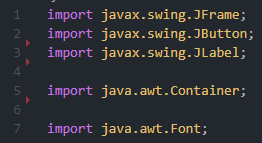 1 import javax.swing.JFrame;
2 import javax.swing.JButton;
3 import javax.swing.JLabel;
4
5 import java.awt.Container;
6
7 import java.awt.Font;